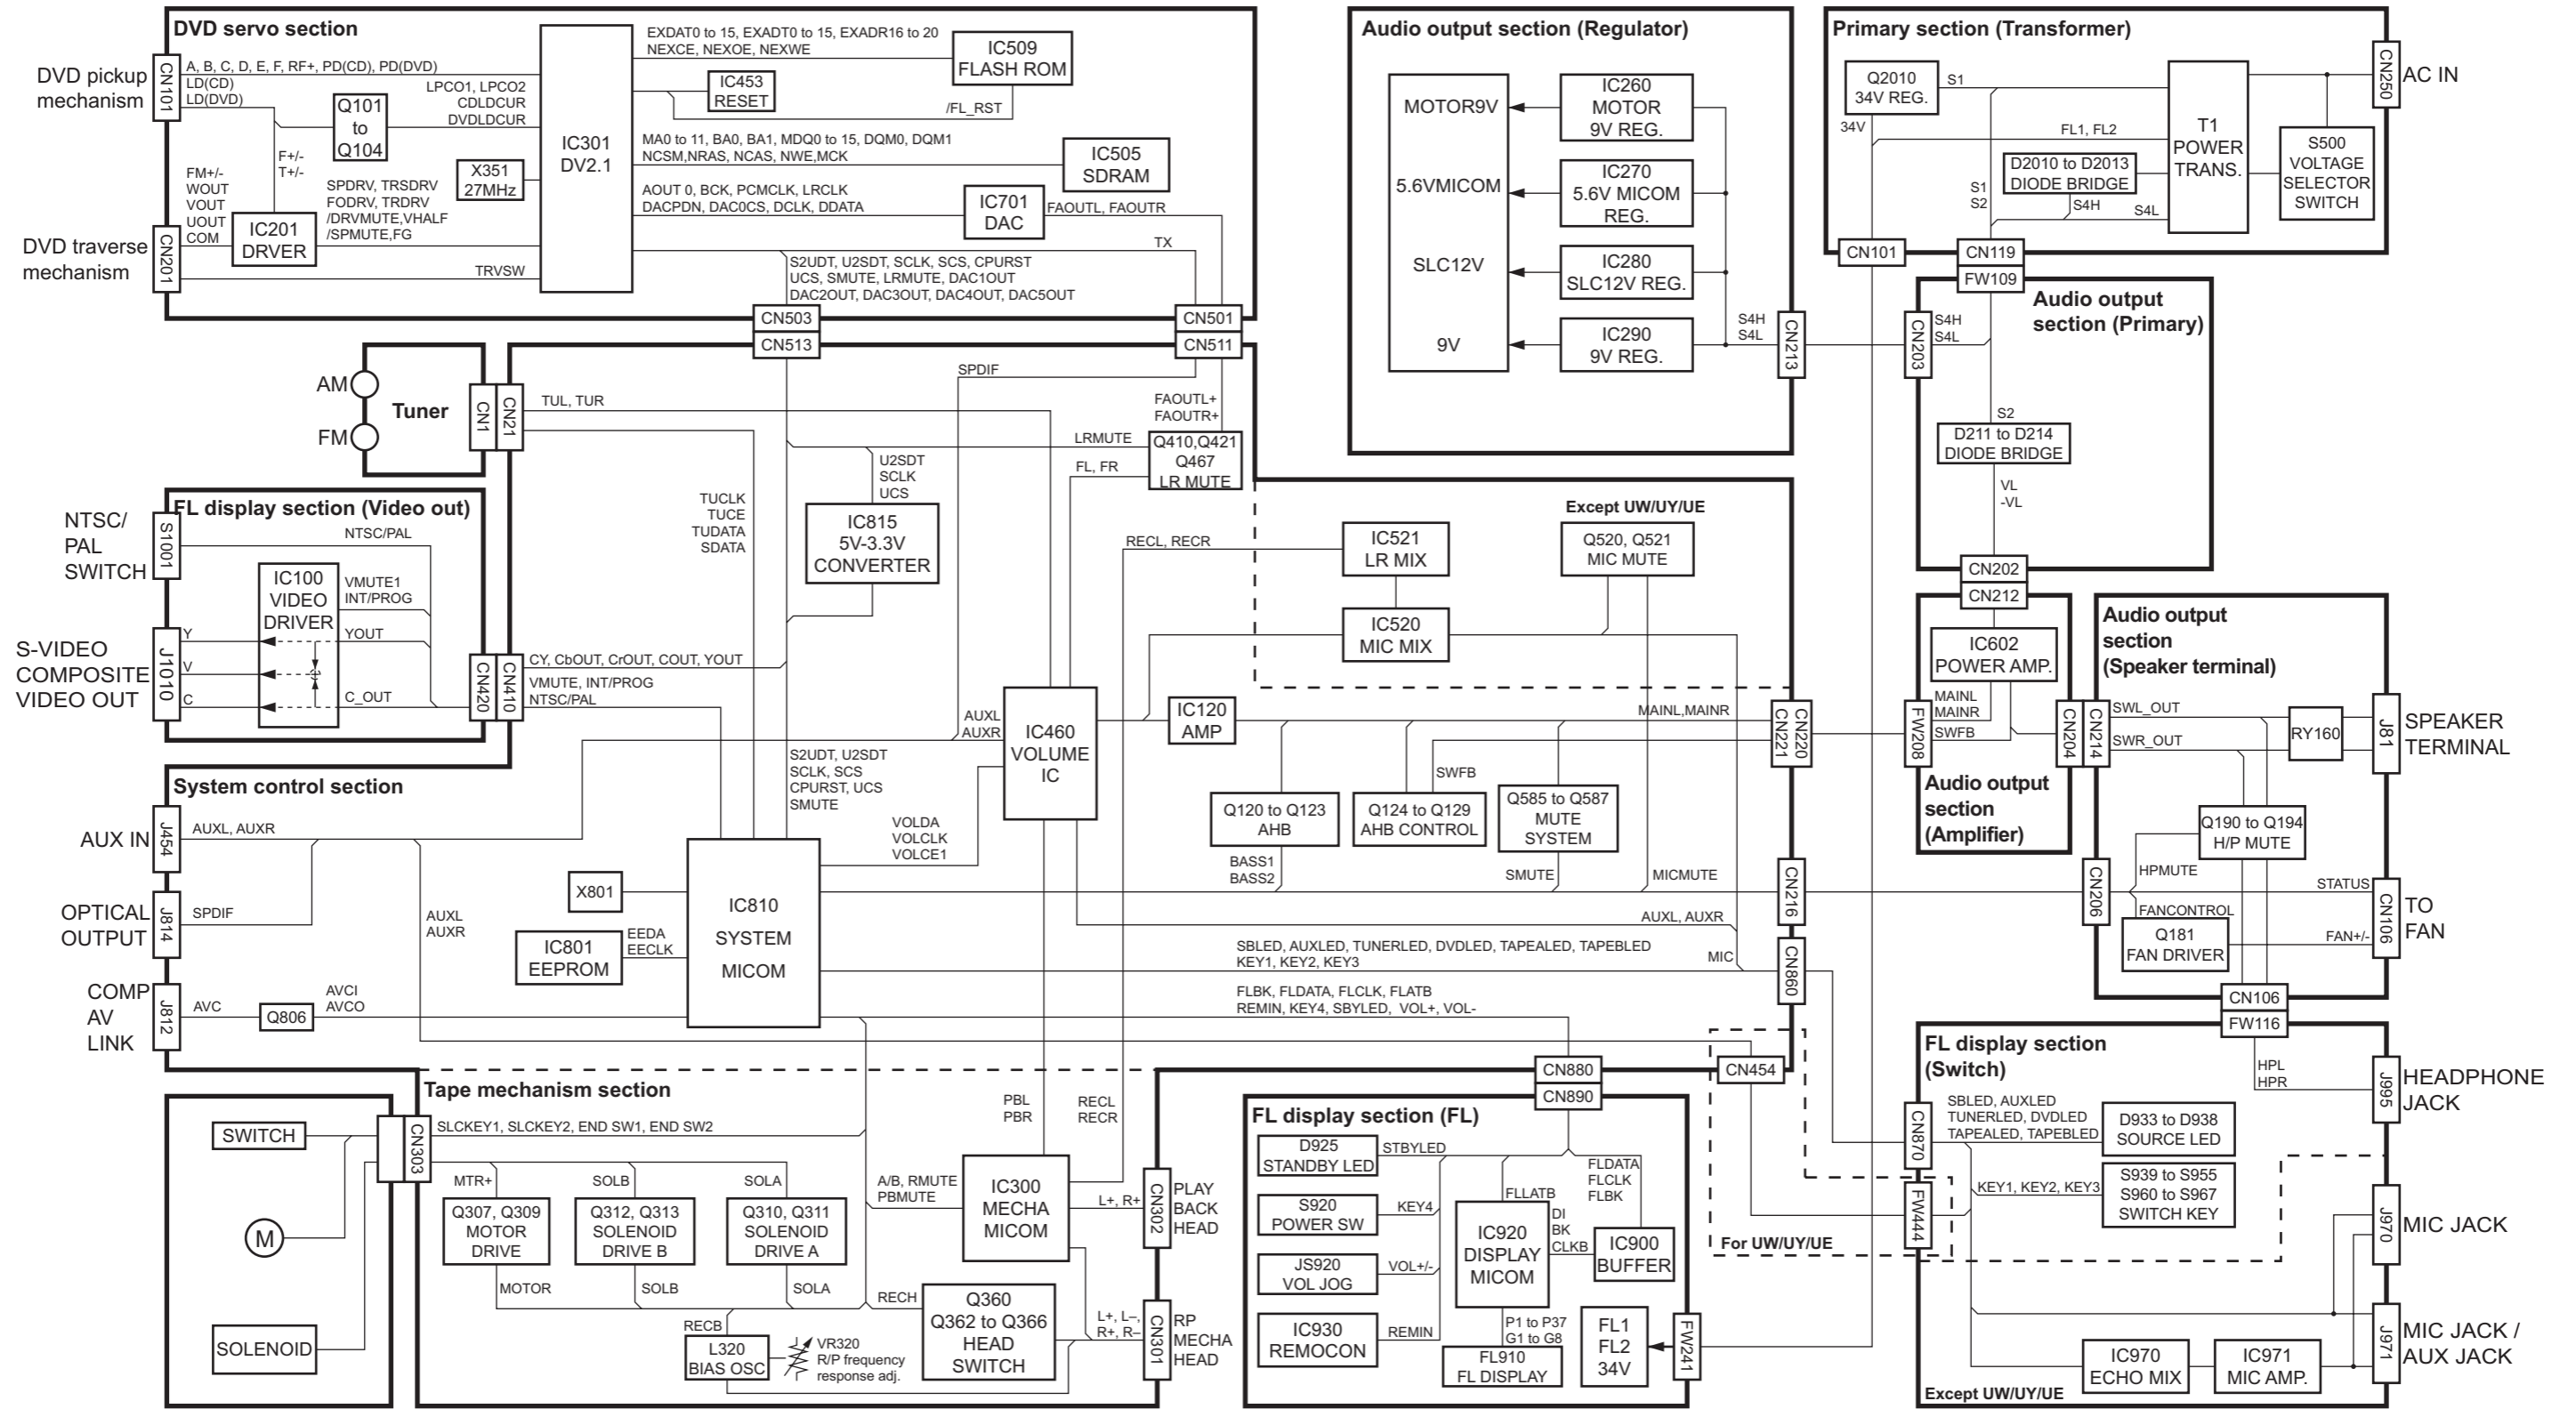 DVD servo section
DVD pickup
mechanism
CN101
A, B, C, D, E, F, RF+, PD(CD), PD(DVD)
LD(CD)
LD(DVD)
LPCO1, LPCO2
CDLDCUR
DVDLDCUR
Q101
to
Q104
F+/-
T+/-
FM+/-
WOUT
VOUT
UOUT
COM
IC201
DRVER
SPDRV, TRSDRV
FODRV, TRDRV
/DRVMUTE,VHALF
/SPMUTE,FG
X351
27MHz
DVD traverse
mechanism
CN201
TRVSW
IC301
DV2.1
EXDAT0 to 15, EXADT0 to 15, EXADR16 to 20
NEXCE, NEXOE, NEXWE
IC509
FLASH ROM
IC453
RESET
/FL_RST
MA0 to 11, BA0, BA1, MDQ0 to 15, DQM0, DQM1
NCSM,NRAS, NCAS, NWE,MCK
IC505
SDRAM
AOUT 0, BCK, PCMCLK, LRCLK
DACPDN, DAC0CS, DCLK, DDATA
IC701
DAC
FAOUTL, FAOUTR
TX
S2UDT, U2SDT, SCLK, SCS, CPURST
UCS, SMUTE, LRMUTE, DAC1OUT
DAC2OUT, DAC3OUT, DAC4OUT, DAC5OUT
CN503
CN501
Audio output section (Regulator)
MOTOR9V
5.6VMICOM
SLC12V
9V
IC260
MOTOR
9V REG.
IC270
5.6V MICOM
REG.
IC280
SLC12V REG.
IC290
9V REG.
S4H
S4L
CN213
Primary section (Transformer)
Q2010
34V REG.
S1
34V
FL1, FL2
D2010 to D2013
DIODE BRIDGE
S1
S2
S4H
S4L
T1
POWER
TRANS.
S500
VOLTAGE
SELECTOR
SWITCH
CN250
AC IN
CN101
CN119
FW109
Audio output
section (Primary)
CN203
S4H
S4L
S2
D211 to D214
DIODE BRIDGE
VL
-VL
CN202
CN212
AM
FM
Tuner
CN1
CN21
CN513
CN511
TUL, TUR
SPDIF
FAOUTL+
FAOUTR+
LRMUTE
Q410,Q421
Q467
LR MUTE
FL, FR
U2SDT
SCLK
UCS
TUCLK
TUCE
TUDATA
SDATA
IC815
5V-3.3V
CONVERTER
FL display section (Video out)
NTSC/
PAL
SWITCH
S1001
NTSC/PAL
IC100
VIDEO
DRIVER
VMUTE1
INT/PROG
YOUT
C_OUT
Y
V
C
S-VIDEO
COMPOSITE
VIDEO OUT
J1010
CN420
CN410
CY, CbOUT, CrOUT, COUT, YOUT
VMUTE, INT/PROG
NTSC/PAL
RECL, RECR
IC521
LR MIX
IC520
MIC MIX
Except UW/UY/UE
Q520, Q521
MIC MUTE
IC460
VOLUME
IC
AUXL
AUXR
IC120
AMP
MAINL,MAINR
SWFB
Q120 to Q123
AHB
Q124 to Q129
AHB CONTROL
Q585 to Q587
MUTE
SYSTEM
BASS1
BASS2
SMUTE
MICMUTE
CN221
CN220
IC602
POWER AMP.
MAINL
MAINR
SWFB
FW208
CN204
Audio output
section
(Amplifier)
Audio output
section
(Speaker terminal)
CN214
SWL_OUT
SWR_OUT
RY160
J81
SPEAKER
TERMINAL
Q190 to Q194
H/P MUTE
HPMUTE
CN206
STATUS
FANCONTROL
Q181
FAN DRIVER
FAN+/-
CN106
TO
FAN
CN106
FW116
System control section
AUX IN
J454
AUXL, AUXR
OPTICAL
OUTPUT
J814
SPDIF
AUXL
AUXR
COMP
AV
LINK
J812
AVC
Q806
AVCI
AVCO
S2UDT, U2SDT
SCLK, SCS
CPURST, UCS
SMUTE
VOLDA
VOLCLK
VOLCE1
X801
IC801
EEPROM
EEDA
EECLK
IC810
SYSTEM
MICOM
CN216
AUXL, AUXR
SBLED, AUXLED, TUNERLED, DVDLED, TAPEALED, TAPEBLED
KEY1, KEY2, KEY3
MIC
CN860
FLBK, FLDATA, FLCLK, FLATB
REMIN, KEY4, SBYLED, VOL+, VOL-
CN880
CN890
CN454
Tape mechanism section
SWITCH
M
SOLENOID
CN303
SLCKEY1, SLCKEY2, END SW1, END SW2
MTR+
SOLB
SOLA
Q307, Q309
MOTOR
DRIVE
Q312, Q313
SOLENOID
DRIVE B
Q310, Q311
SOLENOID
DRIVE A
MOTOR
SOLB
SOLA
A/B, RMUTE
PBMUTE
PBL
PBR
RECL
RECR
IC300
MECHA
MICOM
L+, R+
CN302
PLAY
BACK
HEAD
RECH
Q360
Q362 to Q366
HEAD
SWITCH
L+, L–,
R+, R–
CN301
RP
MECHA
HEAD
RECB
L320
BIAS OSC
VR320
R/P frequency
response adj.
FL display section (FL)
D925
STANDBY LED
STBYLED
S920
POWER SW
KEY4
JS920
VOL JOG
VOL+/-
IC930
REMOCON
REMIN
FLLATB
IC920
DISPLAY
MICOM
DI
BK
CLKB
FLDATA
FLCLK
FLBK
IC900
BUFFER
P1 to P37
G1 to G8
FL910
FL DISPLAY
FL1
FL2
34V
FW241
For UW/UY/UE
FL display section
(Switch)
HPL
HPR
J995
HEADPHONE
JACK
CN870
SBLED, AUXLED
TUNERLED, DVDLED
TAPEALED, TAPEBLED
D933 to D938
SOURCE LED
KEY1, KEY2, KEY3
S939 to S955
S960 to S967
SWITCH KEY
FW444
J970
MIC JACK
J971
MIC JACK /
AUX JACK
IC970
ECHO MIX
IC971
MIC AMP.
Except UW/UY/UE